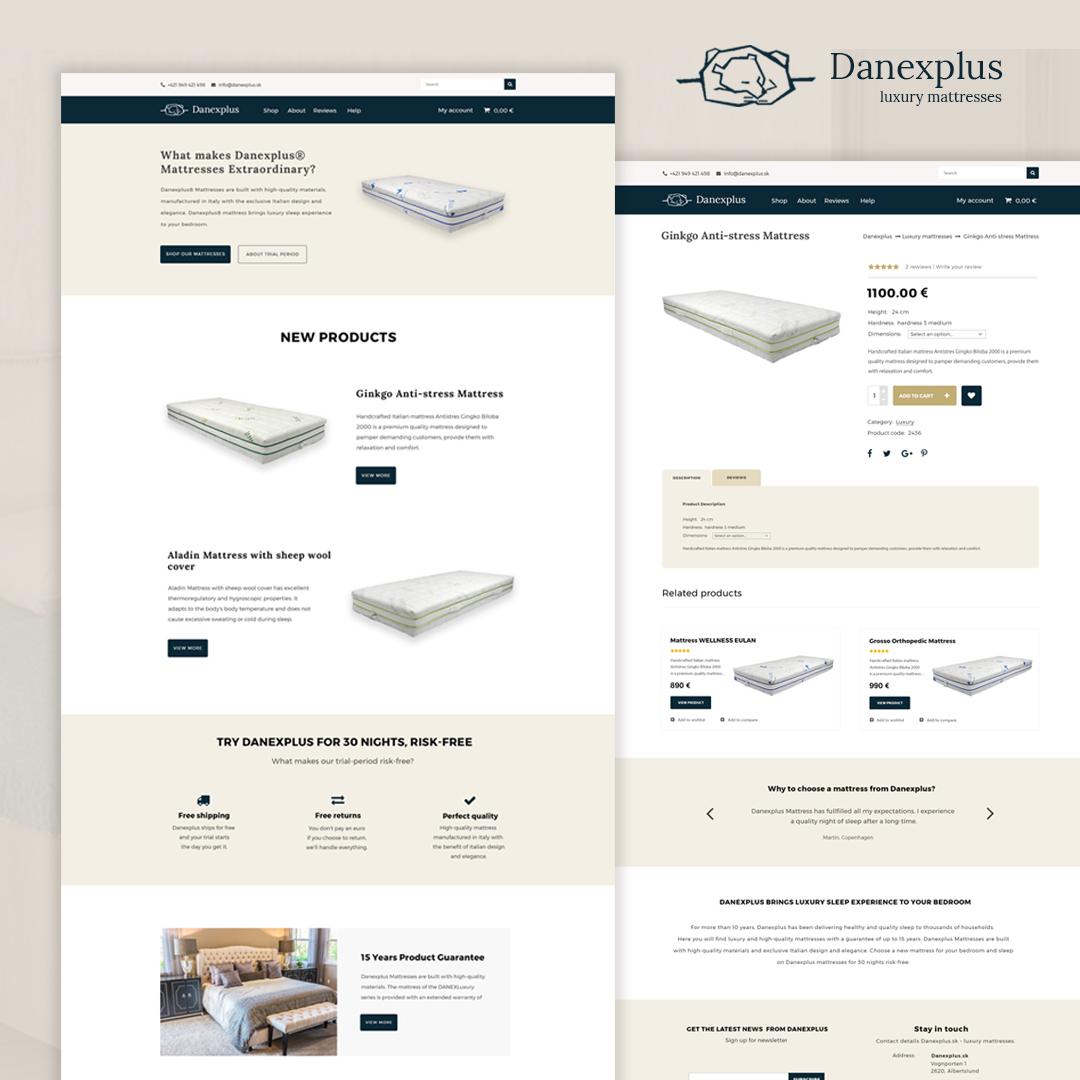 Danexplus
luxury mattresses
+421 949 421 498 info@danexplus.sk Search
Danexplus Shop About Reviews Help My account 0,00 €
What makes Danexplus®
Mattresses Extraordinary?
Danexplus® Mattresses are built with high-quality materials,
manufactured in Italy with the exclusive Italian design and
elegance. Danexplus® mattress brings luxury sleep experience
to your bedroom.
SHOP OUR MATTRESSES ABOUT TRIAL PERIOD
NEW PRODUCTS
Ginkgo Anti-stress Mattress
Handcrafted Italian mattress Antistres Gingko Biloba
2000 is a premium quality mattress designed to
pamper demanding customers, provide them with
relaxation and comfort.
VIEW MORE
Aladin Mattress with sheep wool
cover
Aladin Mattress with sheep wool cover has excellent
thermoregulatory and hygroscopic properties. It
adapts to the body's body temperature and does not
cause excessive sweating or cold during sleep.
VIEW MORE
TRY DANEXPLUS FOR 30 NIGHTS, RISK-FREE
What makes our trial-period risk-free?
Free shipping
Danexplus ships for free
and your trial starts
the day you get it.
Free returns
You don't pay an euro
if you choose to return,
we'll handle everything.
Perfect quality
High-quality mattress
manufactured in Italy with
the benefit of Italian design
and elegance.
15 Years Product Guarantee
Danexplus Mattresses are built with high-quality
materials. The mattress of the DANEXLuxury
series is provided with an extended warranty of
VIEW MORE
+421 949 421 498 info@danexplus.sk Search
Danexplus Shop About Reviews Help My account 0,00 €
Ginkgo Anti-stress Mattress
Danexplus ➞ Luxury mattresses ➞ Ginkgo Anti-stress Mattress
2 reviews | Write your review
1100.00 €
Height: 24 cm
Hardness: hardness 3 medium
Dimensions: Select an option...
Handcrafted Italian mattress Antistres Gingko Biloba 2000 is a premium
quality mattress designed to pamper demanding customers, provide them
with relaxation and comfort.
1 ADD TO CART +
Category: Luxury
Product code: 2436
DESCRIPTION REVIEWS
Product Description
Height: 24 cm
Hardness: hardness 3 medium
Dimensions: Select an option...
Handcrafted Italian mattress Antistres Gingko Biloba 2000 is a premium quality mattress designed to pamper demanding customers, provide them with relaxation and comfort.
Related products
Mattress WELLNESS EULAN
Handcrafted Italian mattress
Antistres Gingko Biloba 2000
is a premium quality mattress...
890 €
VIEW PRODUCT
Add to wishlist Add to compare
Grosso Orthopedic Mattress
Handcrafted Italian mattress
Antistres Gingko Biloba 2000
is a premium quality mattress...
990 €
VIEW PRODUCT
Add to wishlist Add to compare
Why to choose a mattress from Danexplus?
Danexplus Mattress has fullfilled all my expectations. I experience
a quality night of sleep after a long-time.
Martin, Copenhagen
DANEXPLUS BRINGS LUXURY SLEEP EXPERIENCE TO YOUR BEDROOM
For more than 10 years, Danexplus has been delivering healthy and quality sleep to thousands of households.
Here you will find luxury and high-quality mattresses with a guarantee of up to 15 years. Danexplus Mattresses are built
with high-quality materials and exclusive Italian design and elegance. Choose a new mattress for your bedroom and sleep
on Danexplus mattresses for 30 nights risk-free.
GET THE LATEST NEWS FROM DANEXPLUS
Sign up for newsletter
SUBSCRIBE
Stay in touch
Contact details Danexplus.sk - luxury mattresses.
Address: Danexplus.sk
Vognporten 1
2620, Albertslund